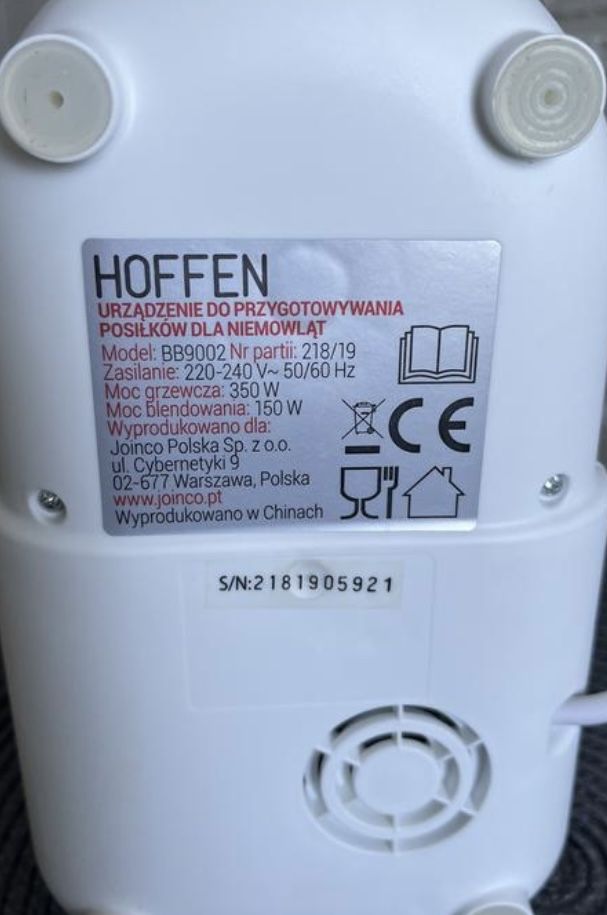 HOFFEN
URZĄDZENIE DO PRZYGOTOWYWANIA
POSIŁKÓW DLA NIEMOWLĄT
Model: BB9002 Nr partii: 218/19
Zasilanie: 220-240 V~ 50/60 Hz
Moc grzewcza: 350 W
Moc blendowania: 150 W
Wyprodukowano dla:
Joinco Polska Sp. z o.o.
ul. Cybernetyki 9
02-677 Warszawa, Polska
www.joinco.pt
Wyprodukowano w Chinach
CE
S/N:2181905921